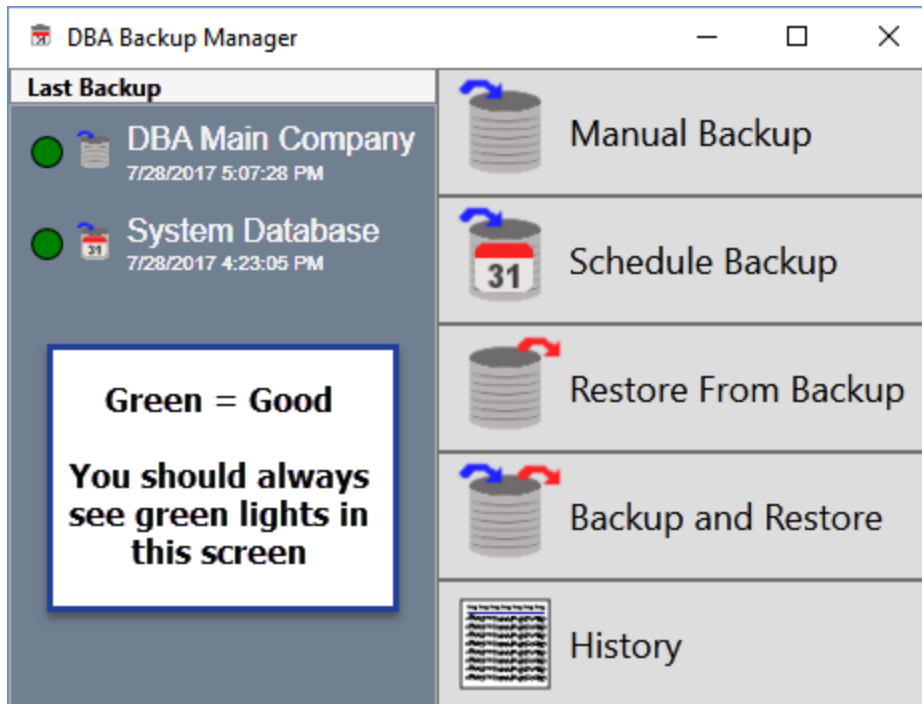 DBA Backup Manager
Last Backup
DBA Main Company
7/28/2017 5:07:28 PM
System Database
7/28/2017 4:23:05 PM
Green = Good
You should always
see green lights in
this screen
Manual Backup
31
Schedule Backup
Restore From Backup
Backup and Restore
History